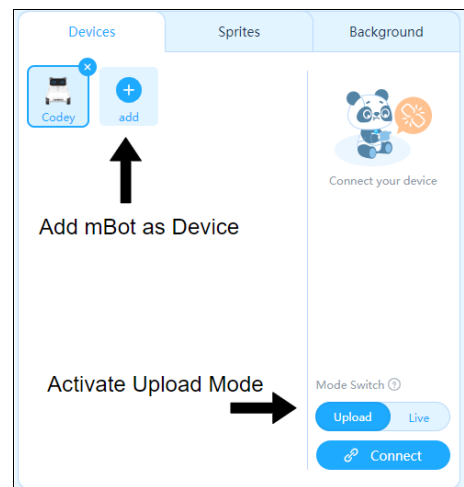 Devices
Sprites
Background
Codey
add
Connect your device
Add mBot as Device
Activate Upload Mode
Mode Switch
Upload
Live
Connect